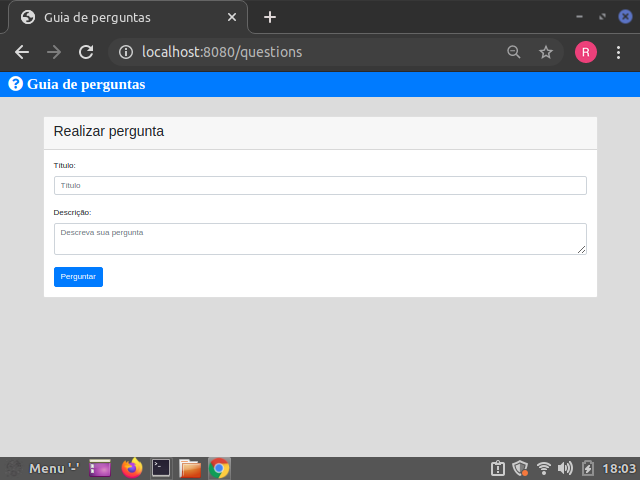 Guia de perguntas
localhost:8080/questions
R
Guia de perguntas
Realizar pergunta
Título:
Título
Descrição:
Descreva sua pergunta
Perguntar
Menu '-'
18:03